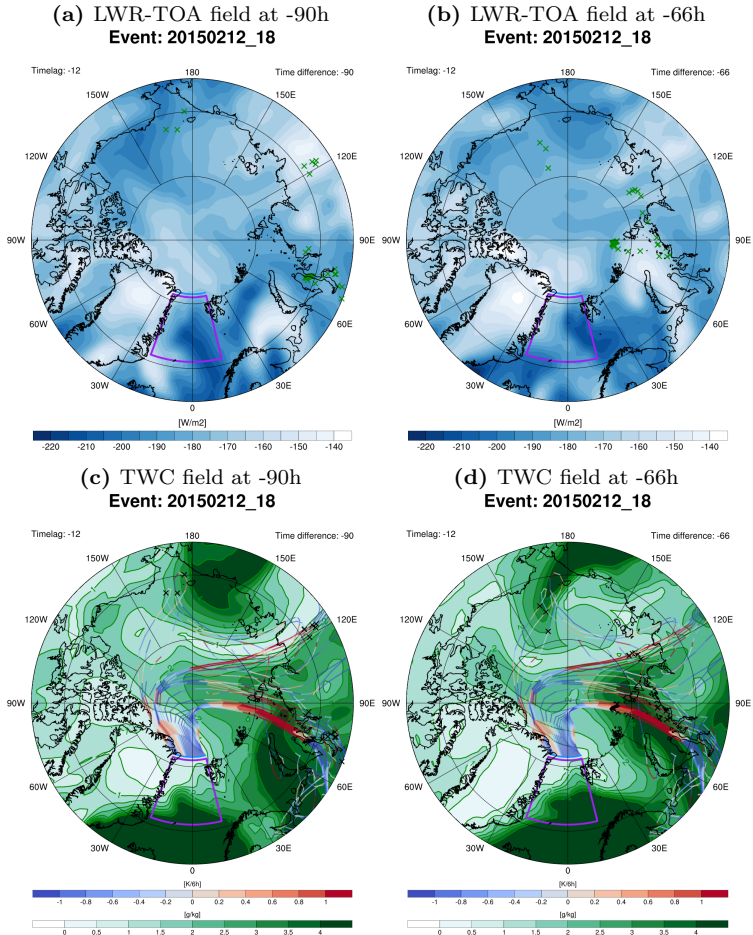 (a) LWR-TOA field at -90h
Event: 20150212_18
Timelag: -12
Time difference: -90
180
150W
150E
120W
120E
90W
90E
60W
60E
30W
30E
0
[W/m2]
-220 -210 -200 -190 -180 -170 -160 -150 -140
(b) LWR-TOA field at -66h
Event: 20150212_18
Timelag: -12
Time difference: -66
180
150W
150E
120W
120E
90W
90E
60W
60E
30W
30E
0
[W/m2]
-220 -210 -200 -190 -180 -170 -160 -150 -140
(c) TWC field at -90h
Event: 20150212_18
Timelag: -12
Time difference: -90
180
150W
150E
120W
120E
90W
90E
60W
60E
30W
30E
0
[K/6h]
-1 -0.8 -0.6 -0.4 -0.2 0 0.2 0.4 0.6 0.8 1
[g/kg]
0 0.5 1 1.5 2 2.5 3 3.5 4
(d) TWC field at -66h
Event: 20150212_18
Timelag: -12
Time difference: -66
180
150W
150E
120W
120E
90W
90E
60W
60E
30W
30E
0
[K/6h]
-1 -0.8 -0.6 -0.4 -0.2 0 0.2 0.4 0.6 0.8 1
[g/kg]
0 0.5 1 1.5 2 2.5 3 3.5 4